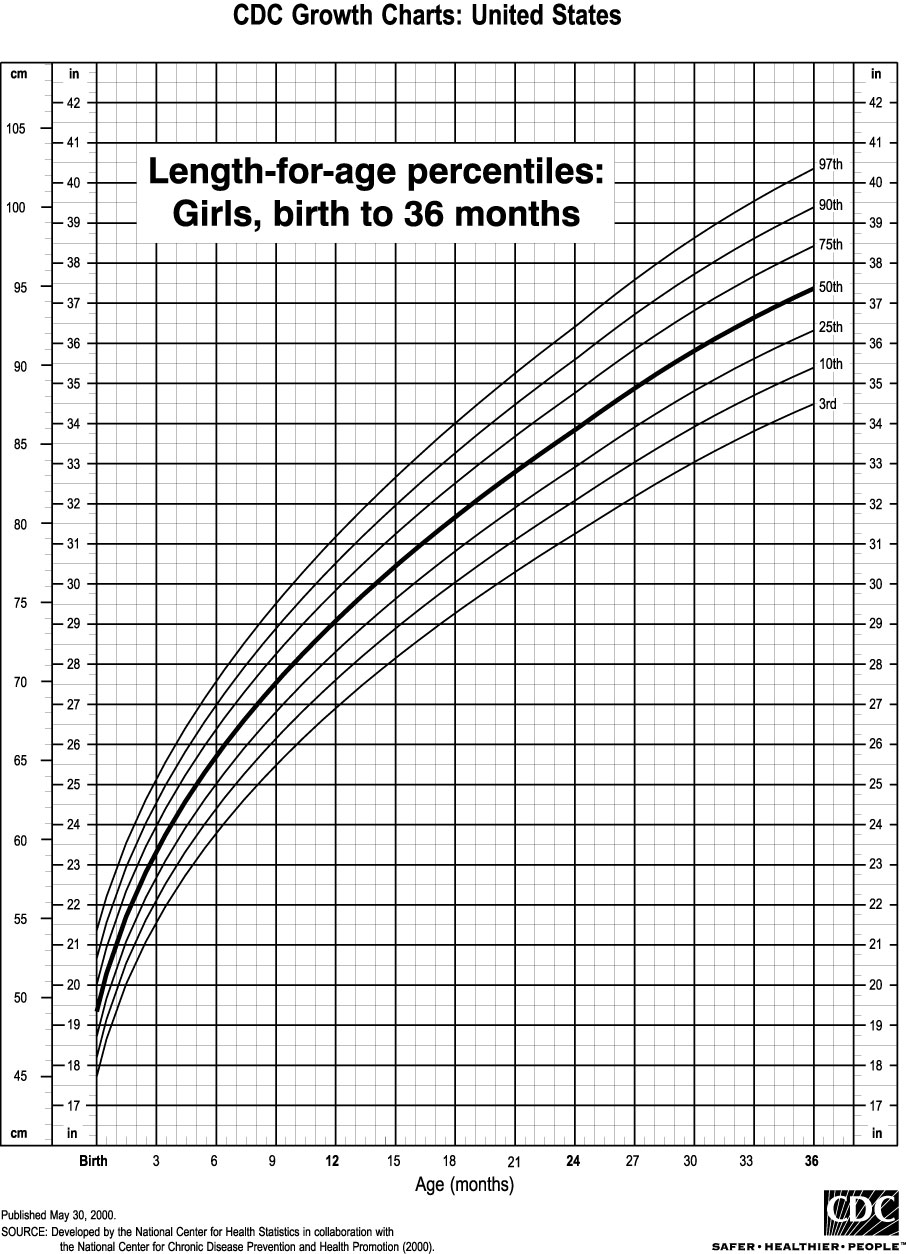 CDC Growth Charts: United States
cm in in
42 42
105
41 41
Length-for-age percentiles:
97th
40 40
90th
100
Girls, birth to 36 months
39 39
75th
38 38
95
50th
37 37
25th
36 36
90
10th
35 35
3rd
34 34
85
33 33
32 32
80
31 31
30 30
75
29 29
28 28
70
27 27
26 26
65
25 25
24 24
60
23 23
22 22
55
21 21
20 20
50
19 19
18 18
45
17 17
cm in in
Birth 3 6 9 12 15 18 21 24 27 30 33 36
Age (months)
Published May 30, 2000.
SOURCE: Developed by the National Center for Health Statistics in collaboration with
the National Center for Chronic Disease Prevention and Health Promotion (2000).
CDC
SAFER · HEALTHIER · PEOPLE™